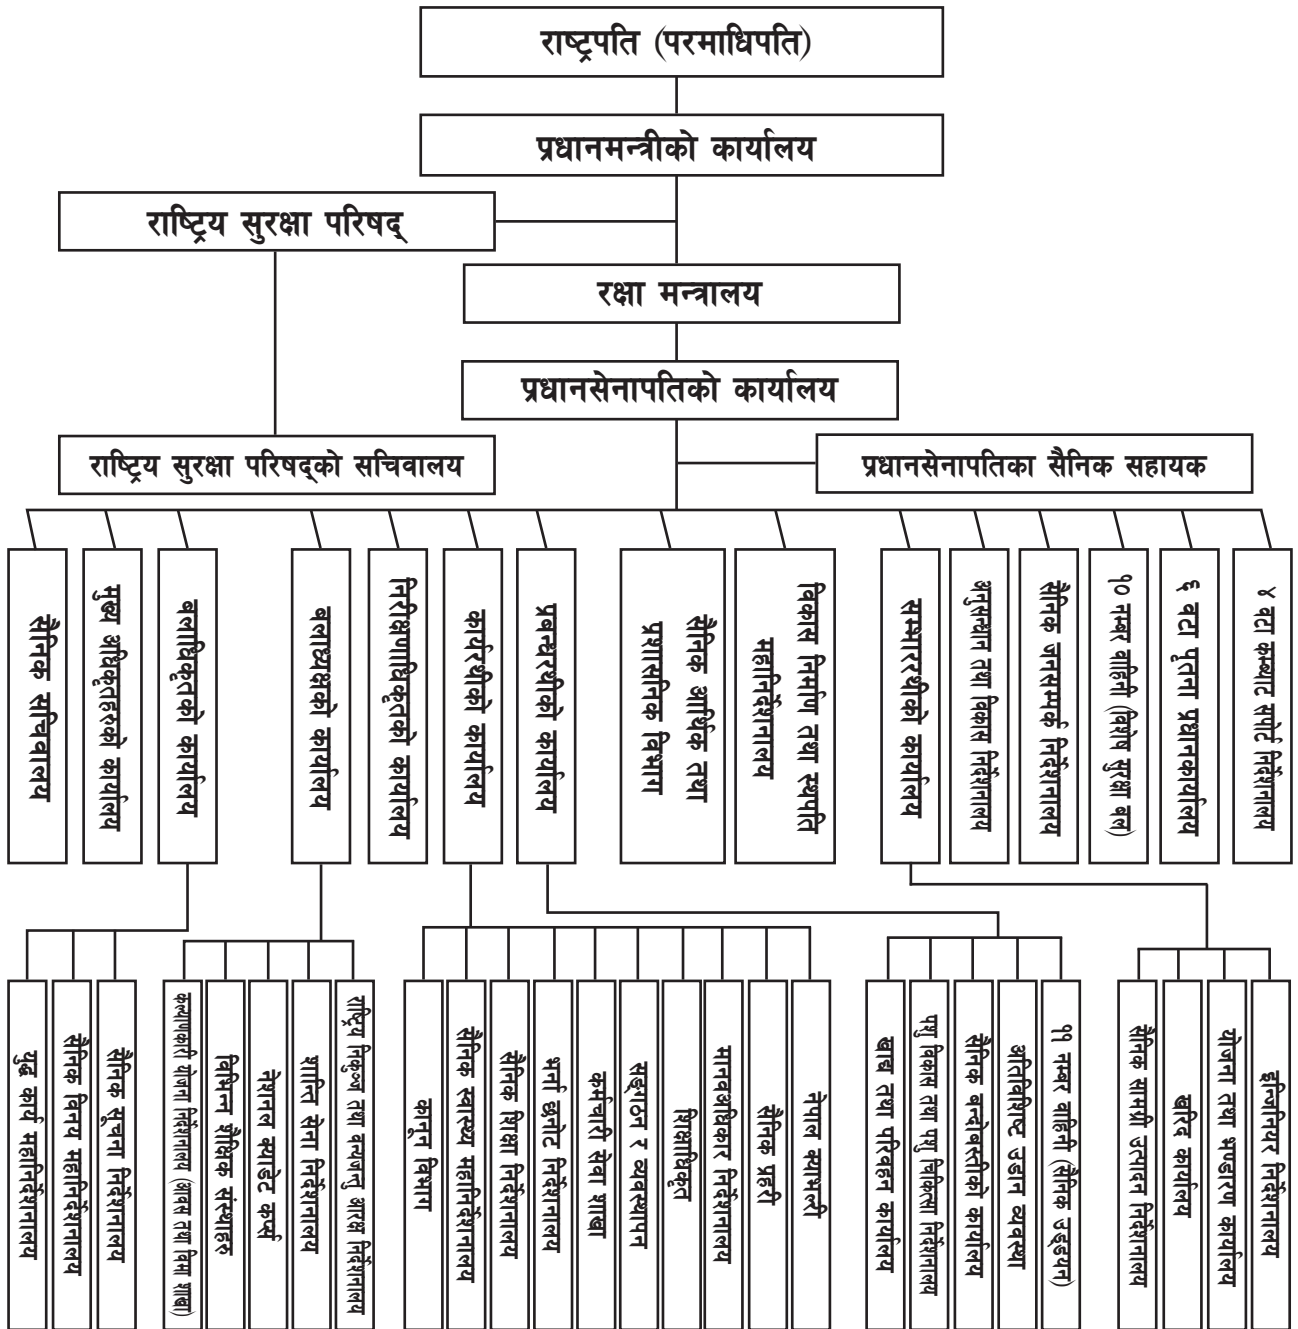 राष्ट्रपति (परमाधिपति)
प्रधानमन्त्रीको कार्यालय
राष्ट्रिय सुरक्षा परिषद्
रक्षा मन्त्रालय
प्रधानसेनापतिको कार्यालय
राष्ट्रिय सुरक्षा परिषद्को सचिवालय
प्रधानसेनापतिका सैनिक सहायक
सैनिक सचिवालय
मुख्य अधिकृतहरुको कार्यालय
बलाधिकृतको कार्यालय
बलाध्यक्षको कार्यालय
निरीक्षणाधिकृतको कार्यालय
कार्यरथीको कार्यालय
प्रबन्धरथीको कार्यालय
सैनिक आर्थिक तथा
प्रशासनिक विभाग
विकास निर्माण तथा स्थपति
महानिर्देशनालय
सम्भाररथीको कार्यालय
अनुसन्धान तथा विकास निर्देशनालय
सैनिक जनसम्पर्क निर्देशनालय
१० नम्बर वाहिनी (विशेष सुरक्षा बल)
६ वटा पृतना प्रधानकार्यालय
४ वटा कम्ब्याट सपोर्ट निर्देशनालय
युद्ध कार्य महानिर्देशनालय
सैनिक विनय महानिर्देशनालय
सैनिक सूचना निर्देशनालय
कल्याणकारी योजना निर्देशनालय (आवास तथा विमा शाखा)
विभिन्न शैक्षिक संस्थाहरु
नेशनल क्याडेट कर्प्स
शान्ति सेना निर्देशनालय
राष्ट्रिय निकुञ्ज तथा वन्यजन्तु आरक्ष निर्देशनालय
कानुन विभाग
सैनिक स्वास्थ्य महानिर्देशनालय
सैनिक शिक्षा निर्देशनालय
भर्ना छनोट निर्देशनालय
कर्मचारी सेवा शाखा
सङ्गठन र व्यवस्थापन
शिक्षाधिकृत
मानवअधिकार निर्देशनालय
सैनिक प्रहरी
नेपाल क्याभल्री
खाद्य तथा परिवहन कार्यालय
पशु विकास तथा पशु चिकित्सा निर्देशनालय
सैनिक बन्दोबस्तीको कार्यालय
अतिविशिष्ट उडान व्यवस्था
११ नम्बर वाहिनी (सैनिक उड्डयन)
सैनिक सामग्री उत्पादन निर्देशनालय
खरिद कार्यालय
योजना तथा भण्डारण कार्यालय
इन्जिनियर निर्देशनालय